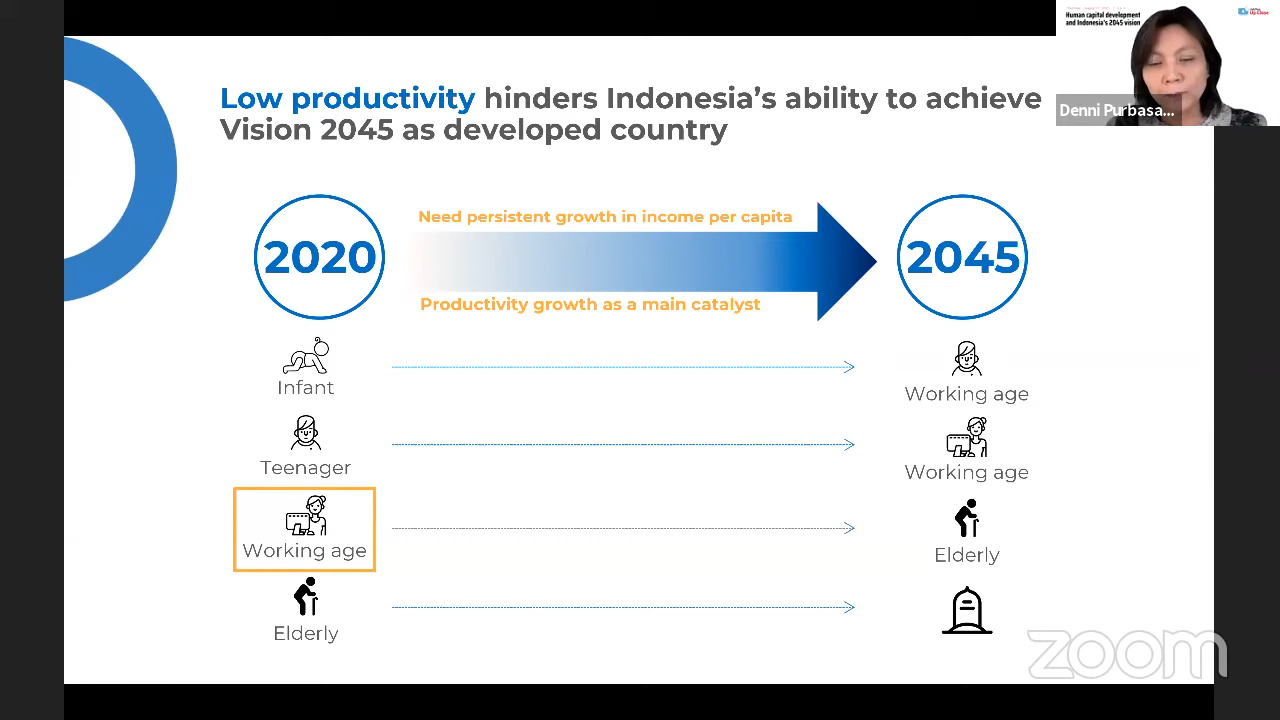 Human capital development
and Indonesia's 2045 vision
Denni Purbasa...
Low productivity hinders Indonesia's ability to achieve
Vision 2045 as developed country
2020
Need persistent growth in income per capita
Productivity growth as a main catalyst
2045
Infant
Working age
Teenager
Working age
Working age
Elderly
Elderly
zoom